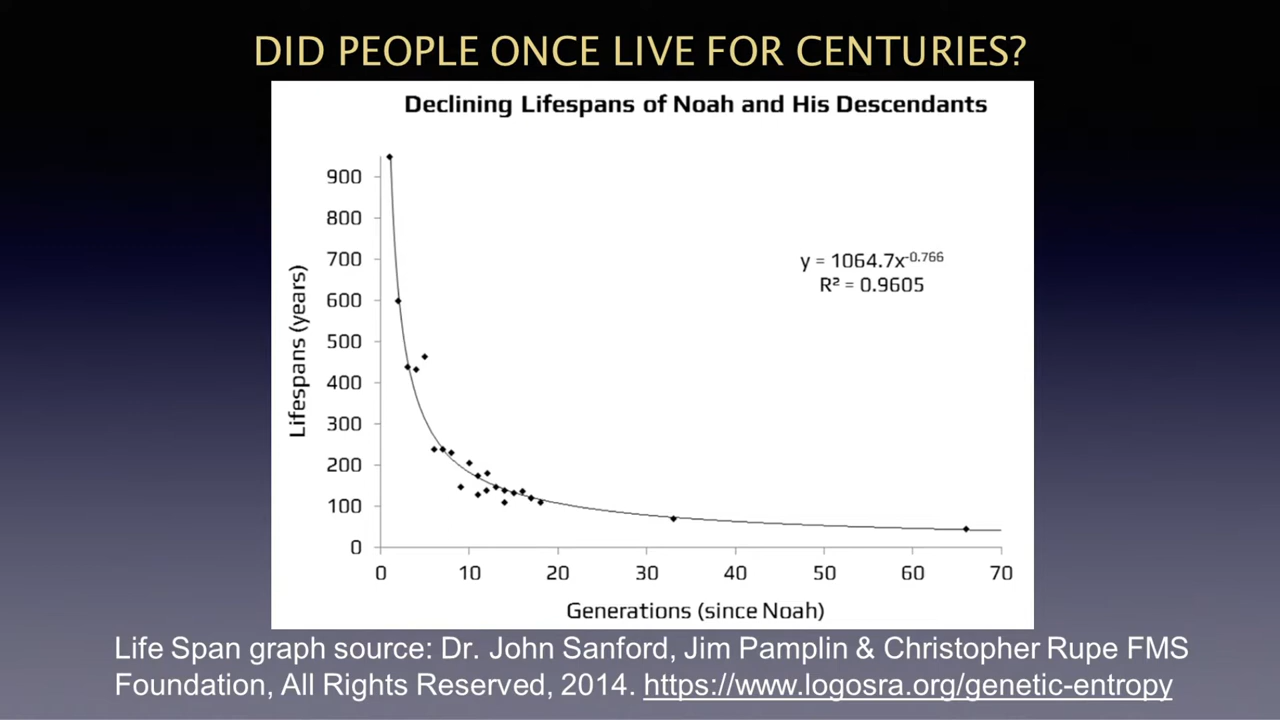 DID PEOPLE ONCE LIVE FOR CENTURIES?
Declining Lifespans of Noah and His Descendants
900
800
700
600
500
400
300
200
100
0
Lifespans (years)
y = 1064.7x^-0.766
R² = 0.9605
0 10 20 30 40 50 60 70
Generations (since Noah)
Life Span graph source: Dr. John Sanford, Jim Pamplin & Christopher Rupe FMS
Foundation, All Rights Reserved, 2014. https://www.logosra.org/genetic-entropy